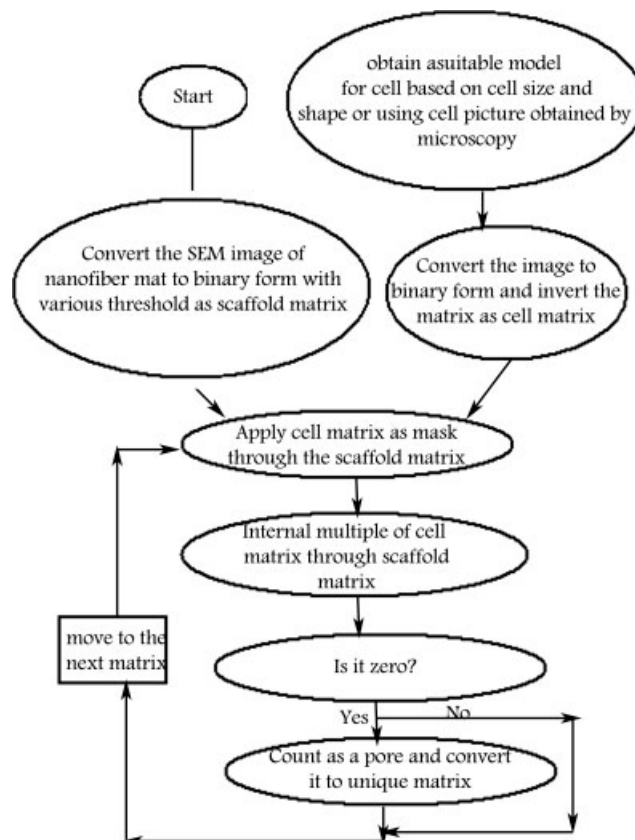 Start
obtain asuitable model
for cell based on cell size and
shape or using cell picture obtained by
microscopy
Convert the SEM image of
nanofiber mat to binary form with
various threshold as scaffold matrix
Convert the image to
binary form and invert the
matrix as cell matrix
Apply cell matrix as mask
through the scaffold matrix
Internal multiple of cell
matrix through scaffold
matrix
move to the
next matrix
Is it zero?
Yes
No
Count as a pore and convert
it to unique matrix